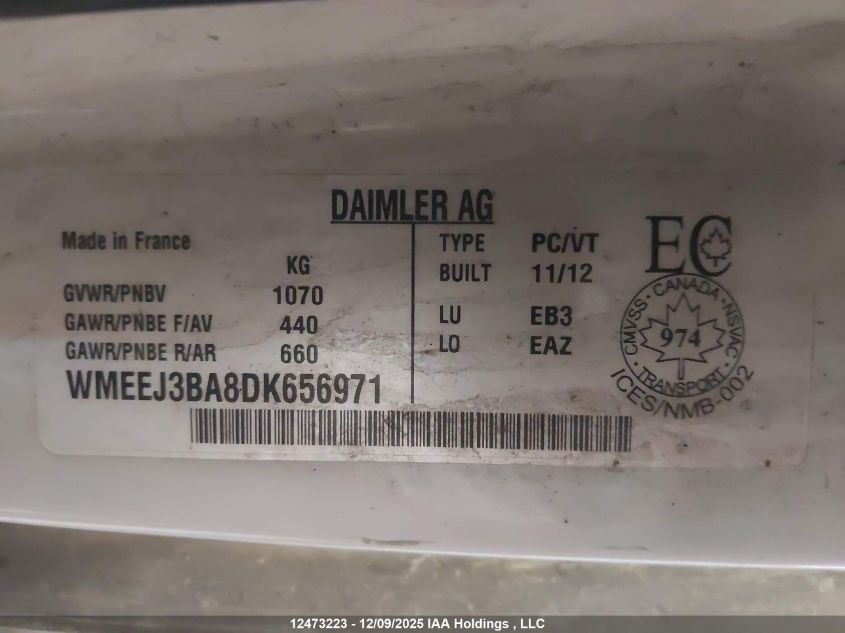 DAIMLER AG
Made in France
KG
GVWR/PNBV 1070
GAWR/PNBE F/AV 440
GAWR/PNBE R/AR 660
WMEEJ3BA8DK656971
TYPE PC/VT
BUILT 11/12
LU EB3
LO EAZ
EC
CMVSS · CANADA · NSVAC · TRANSPORT ·
974
ICES/NMB-002
12473223 - 12/09/2025 IAA Holdings , LLC